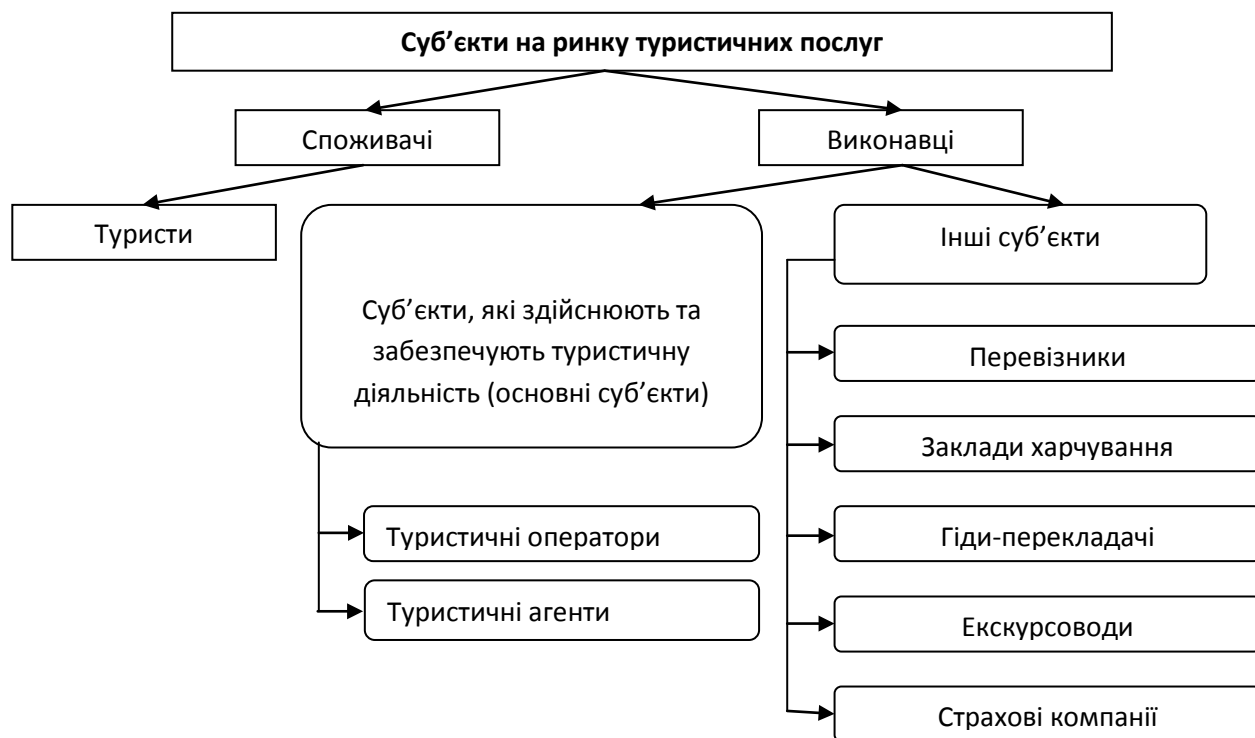 Суб’єкти на ринку туристичних послуг
Споживачі
Виконавці
Туристи
Суб’єкти, які здійснюють та
забезпечують туристичну
діяльність (основні суб’єкти)
Туристичні оператори
Туристичні агенти
Інші суб’єкти
Перевізники
Заклади харчування
Гіди-перекладачі
Екскурсоводи
Страхові компанії